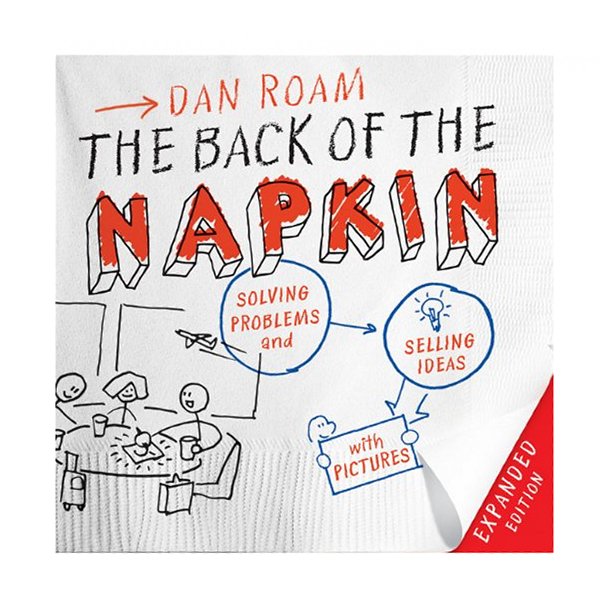 DAN ROAM
THE BACK OF THE
NAPKIN
SOLVING
PROBLEMS
and
SELLING
IDEAS
with
PICTURES
EXPANDED
EDITION